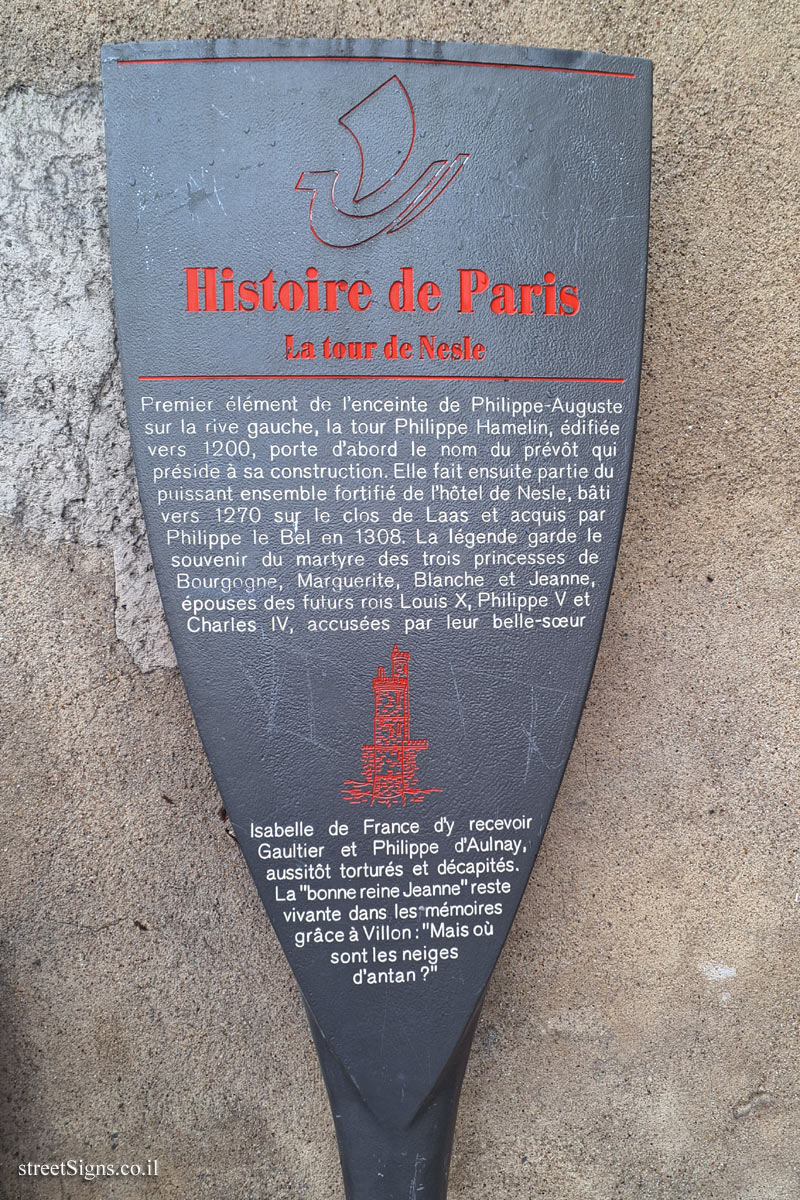 Histoire de Paris
La tour de Nesle
Premier élément de l'enceinte de Philippe-Auguste
sur la rive gauche, la tour Philippe Hamelin, édifiée
vers 1200, porte d'abord le nom du prévôt qui
préside à sa construction. Elle fait ensuite partie du
puissant ensemble fortifié de l'hôtel de Nesle, bâti
vers 1270 sur le clos de Laas et acquis par
Philippe le Bel en 1308. La légende garde le
souvenir du martyre des trois princesses de
Bourgogne, Marguerite, Blanche et Jeanne,
épouses des futurs rois Louis X, Philippe V et
Charles IV, accusées par leur belle-sœur
Isabelle de France d'y recevoir
Gaultier et Philippe d'Aulnay,
aussitôt torturés et décapités.
La "bonne reine Jeanne" reste
vivante dans les mémoires
grâce à Villon : "Mais où
sont les neiges
d'antan ?"
streetSigns.co.il